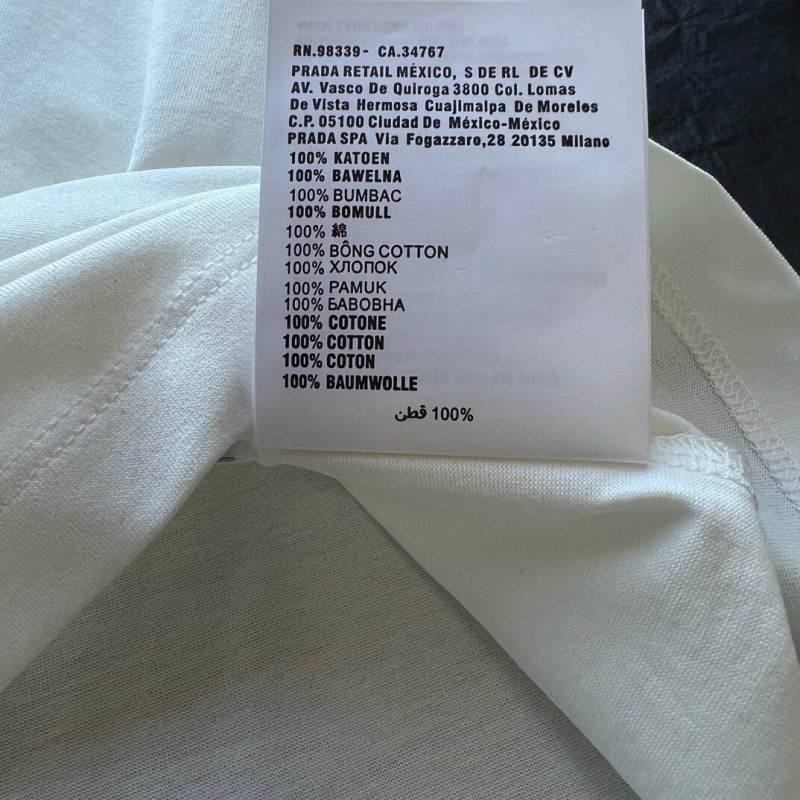 RN.98339- CA.34767
PRADA RETAIL MÉXICO, S DE RL DE CV
AV. Vasco De Quiroga 3800 Col. Lomas
De Vista Hermosa Cuajimalpa De Moreles
C.P. 05100 Ciudad De México-México
PRADA SPA Via Fogazzaro,28 20135 Milano
100% KATOEN
100% BAWELNA
100% BUMBAC
100% BOMULL
100% 綿
100% BÔNG COTTON
100% ХЛОПОК
100% PAMUK
100% БАВОВНА
100% COTONE
100% COTTON
100% COTON
100% BAUMWOLLE
100% قطن